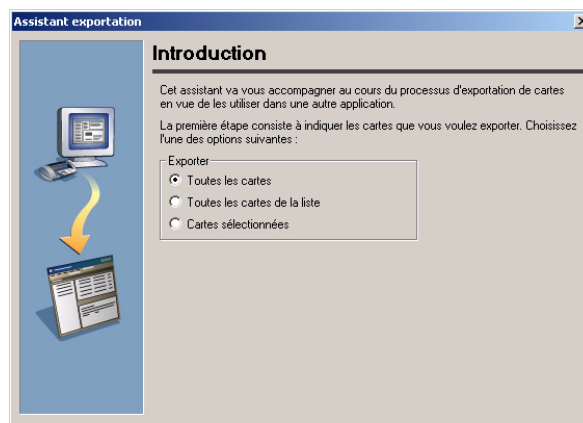 Assistant exportation
Introduction
Cet assistant va vous accompagner au cours du processus d'exportation de cartes
en vue de les utiliser dans une autre application.
La première étape consiste à indiquer les cartes que vous voulez exporter. Choisissez
l'une des options suivantes :
Exporter
Toutes les cartes
Toutes les cartes de la liste
Cartes sélectionnées